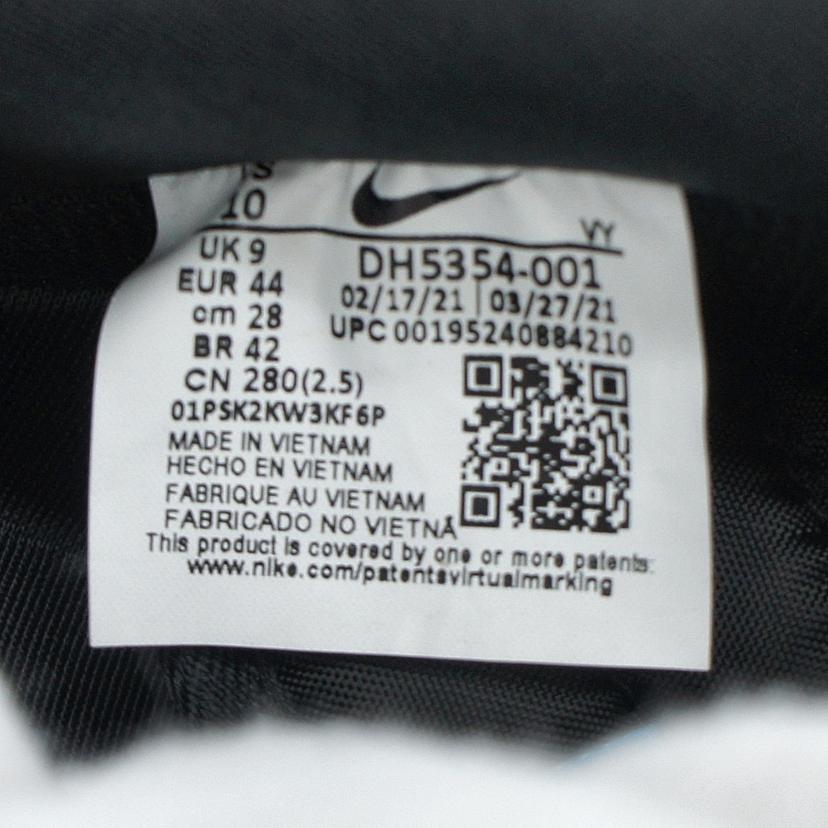 10
VY
UK 9
EUR 44
cm 28
BR 42
CN 280(2.5)
DH5354-001
02/17/21 | 03/27/21
UPC 00195240884210
01PSK2KW3KF6P
MADE IN VIETNAM
HECHO EN VIETNAM
FABRIQUE AU VIETNAM
FABRICADO NO VIETNÃ
This product is covered by one or more patents:
www.nike.com/patentsvirtualmarking